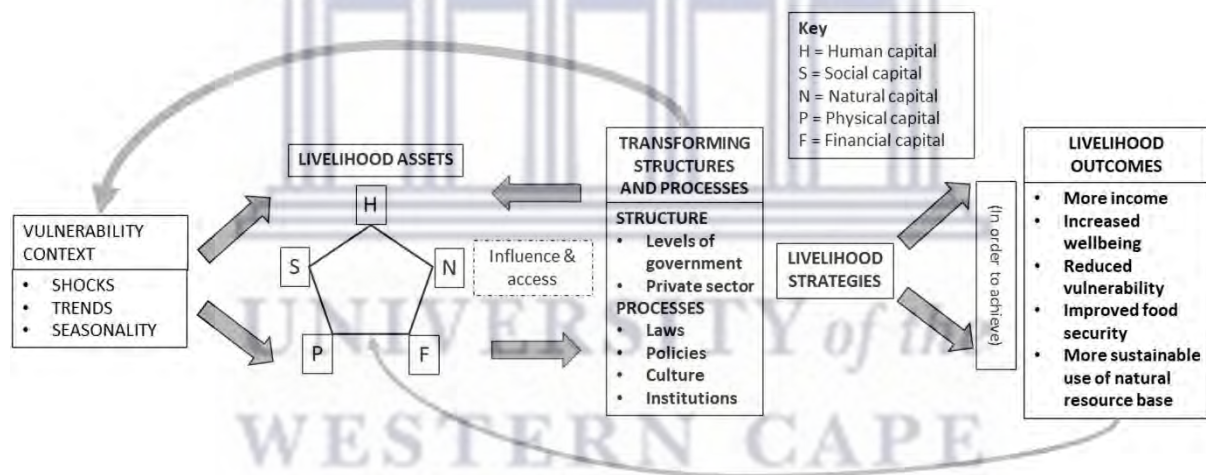 Key
H = Human capital
S = Social capital
N = Natural capital
P = Physical capital
F = Financial capital
LIVELIHOOD ASSETS
H
S
N
P
F
VULNERABILITY
CONTEXT
• SHOCKS
• TRENDS
• SEASONALITY
Influence &
access
TRANSFORMING
STRUCTURES
AND PROCESSES
STRUCTURE
• Levels of
government
• Private sector
PROCESSES
• Laws
• Policies
• Culture
• Institutions
LIVELIHOOD
STRATEGIES
(In order to achieve)
LIVELIHOOD
OUTCOMES
• More income
• Increased
wellbeing
• Reduced
vulnerability
• Improved food
security
• More sustainable
use of natural
resource base
UNIVERSITY of the
WESTERN CAPE